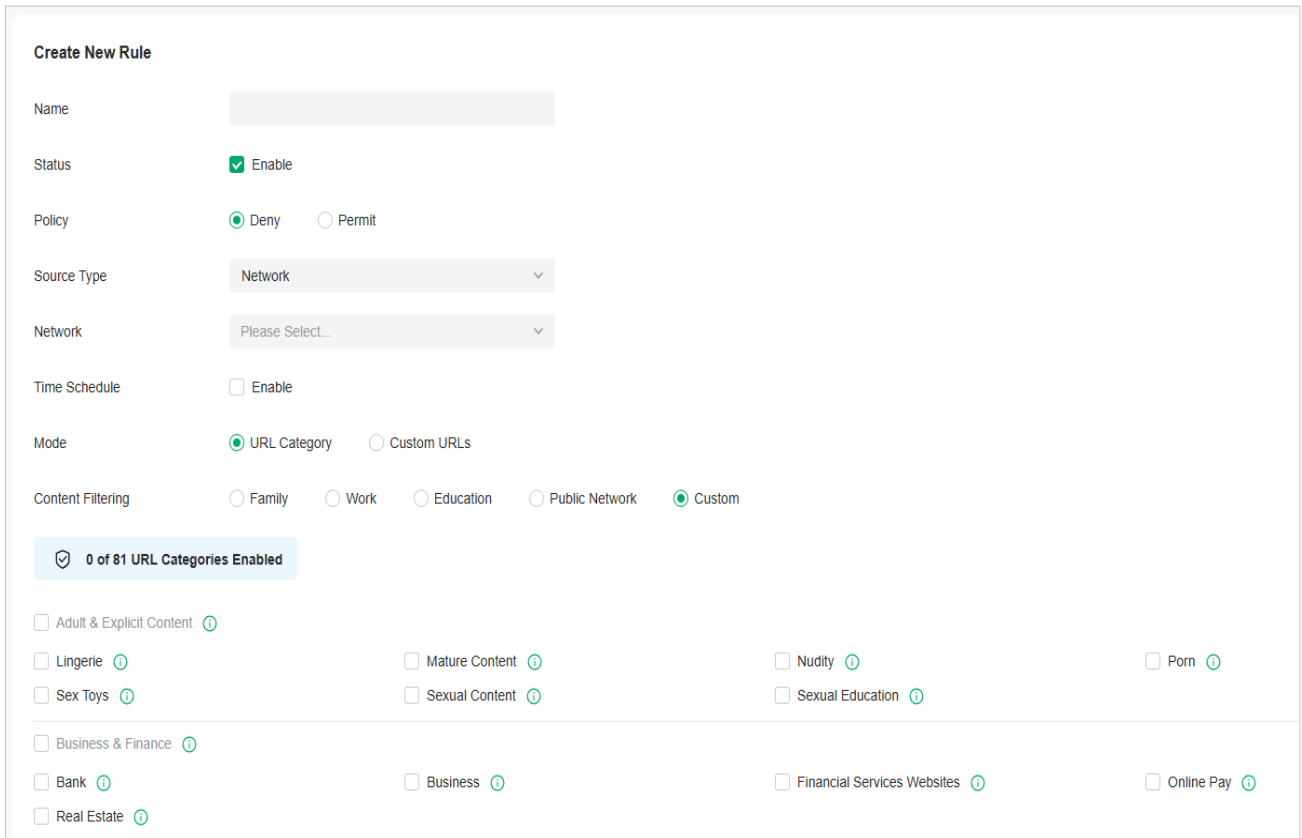 Create New Rule
Name
Status Enable
Policy Deny Permit
Source Type Network
Network Please Select...
Time Schedule Enable
Mode URL Category Custom URLs
Content Filtering Family Work Education Public Network Custom
0 of 81 URL Categories Enabled
Adult & Explicit Content
Lingerie Mature Content Nudity Porn
Sex Toys Sexual Content Sexual Education
Business & Finance
Bank Business Financial Services Websites Online Pay
Real Estate